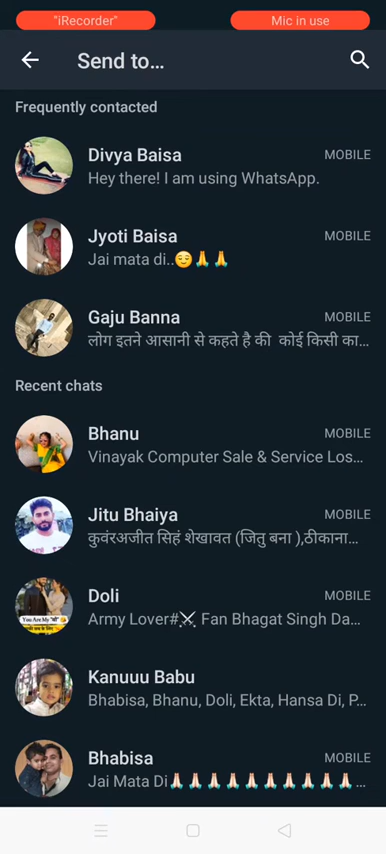 "iRecorder" Mic in use
Send to...
Frequently contacted
Divya Baisa MOBILE
Hey there! I am using WhatsApp.
Jyoti Baisa MOBILE
Jai mata di..😌🙏🙏
Gaju Banna MOBILE
लोग इतने आसानी से कहते है की कोई किसी का...
Recent chats
Bhanu MOBILE
Vinayak Computer Sale & Service Los...
Jitu Bhaiya MOBILE
कुवंरअजीत सिहं शेखावत (जितु बना ),ठीकाना...
Doli MOBILE
Army Lover#⚔ Fan Bhagat Singh Da...
Kanuuu Babu
Bhabisa, Bhanu, Doli, Ekta, Hansa Di, P...
Bhabisa MOBILE
Jai Mata Di🙏🏻🙏🏻🙏🏻🙏🏻🙏🏻🙏🏻🙏🏻🙏🏻🙏🏻🙏🏻...